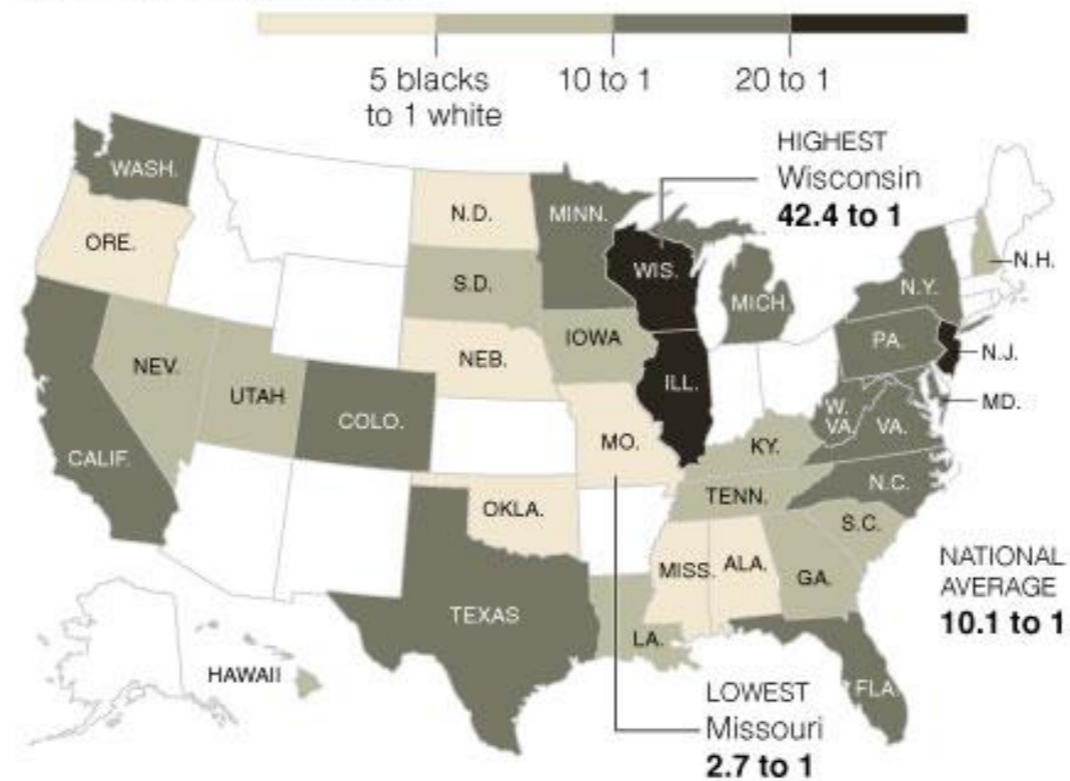 5 blacks
to 1 white
10 to 1
20 to 1
HIGHEST
Wisconsin
42.4 to 1
WASH.
ORE.
N.D.
MINN.
S.D.
WIS.
MICH.
N.Y.
N.H.
NEV.
UTAH
NEB.
IOWA
ILL.
PA.
N.J.
MD.
COLO.
CALIF.
MO.
KY.
W.
VA.
VA.
OKLA.
TENN.
N.C.
S.C.
MISS.
ALA.
GA.
TEXAS
LA.
HAWAII
FLA.
NATIONAL
AVERAGE
10.1 to 1
LOWEST
Missouri
2.7 to 1